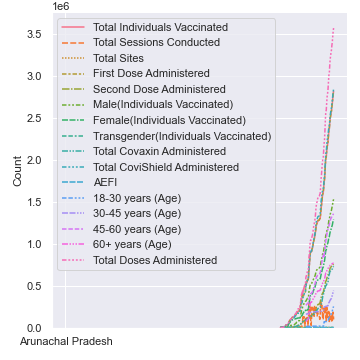 1e6
3.5
3.0
2.5
2.0
1.5
1.0
0.5
0.0
Count
Total Individuals Vaccinated
Total Sessions Conducted
Total Sites
First Dose Administered
Second Dose Administered
Male(Individuals Vaccinated)
Female(Individuals Vaccinated)
Transgender(Individuals Vaccinated)
Total Covaxin Administered
Total CoviShield Administered
AEFI
18-30 years (Age)
30-45 years (Age)
45-60 years (Age)
60+ years (Age)
Total Doses Administered
Arunachal Pradesh